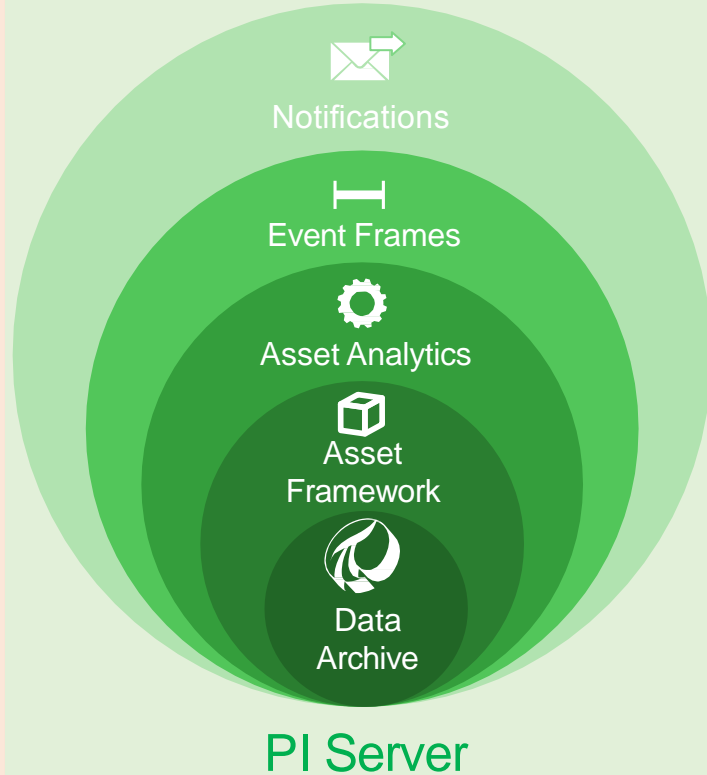 Notifications
Event Frames
Asset Analytics
Asset
Framework
Data
Archive
PI Server